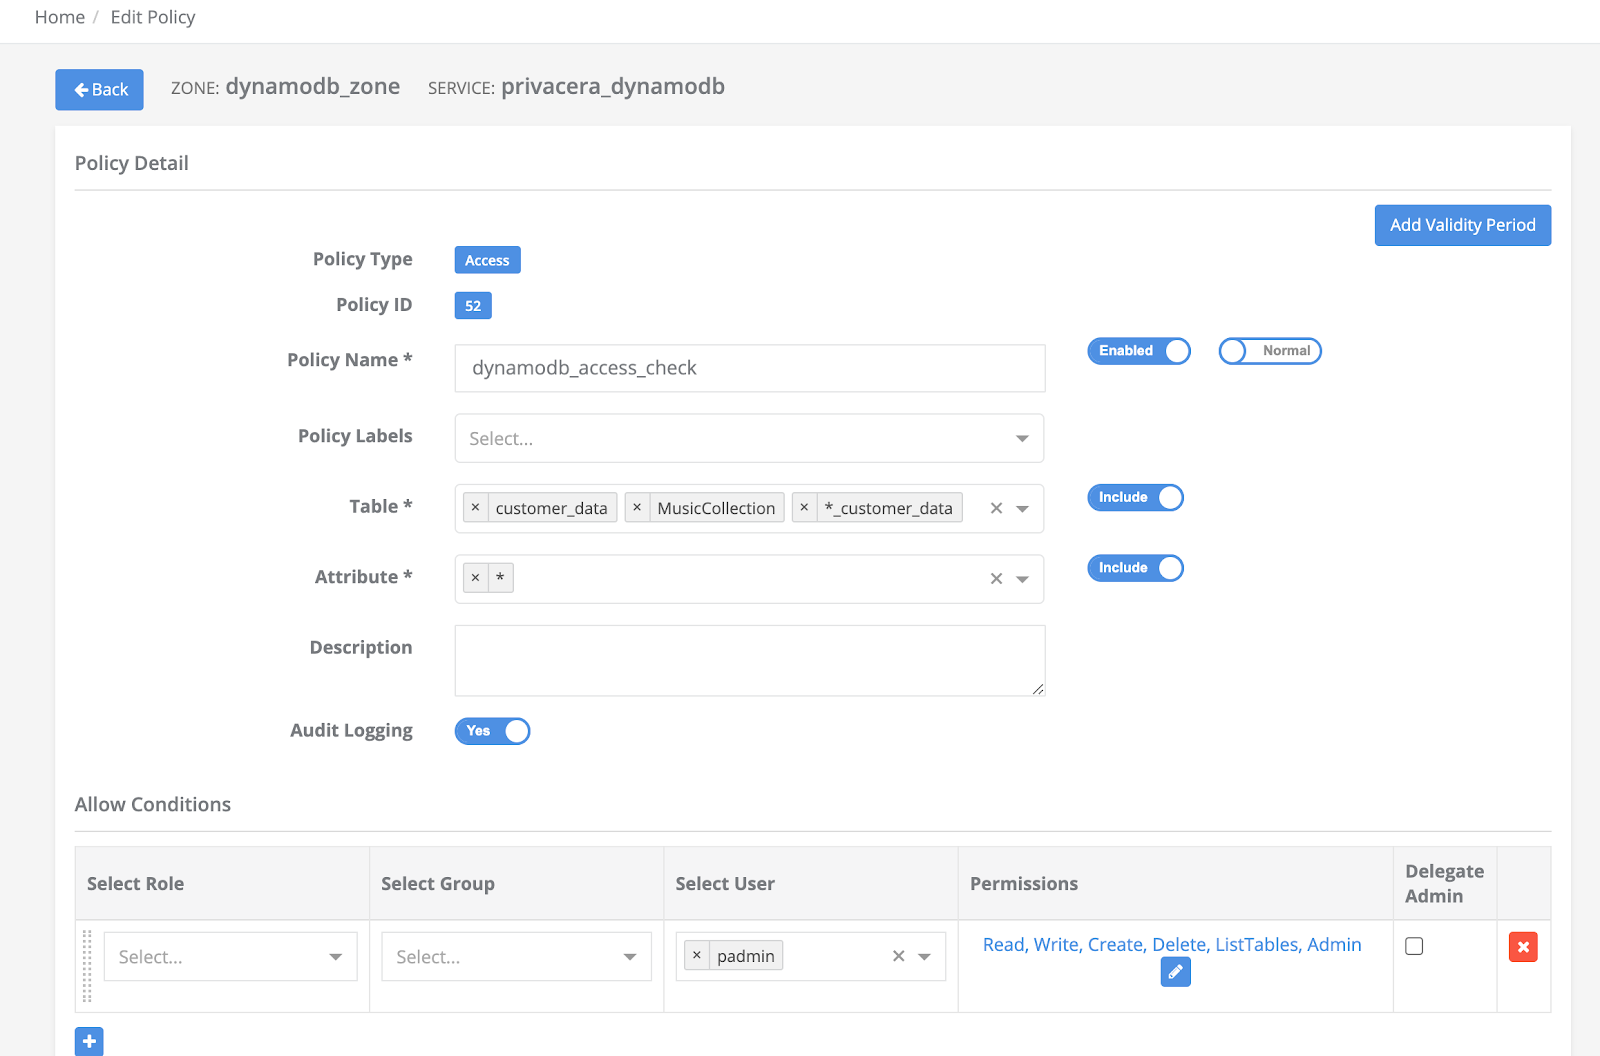 Home / Edit Policy
Back ZONE: dynamodb_zone SERVICE: privacera_dynamodb
Policy Detail
Add Validity Period
Policy Type Access
Policy ID 52
Policy Name * dynamodb_access_check Enabled Normal
Policy Labels Select...
Table * × customer_data × MusicCollection × *_customer_data × Include
Attribute * × * × Include
Description
Audit Logging Yes
Allow Conditions
Select Role Select Group Select User Permissions Delegate Admin
Select... Select... × padmin × Read, Write, Create, Delete, ListTables, Admin